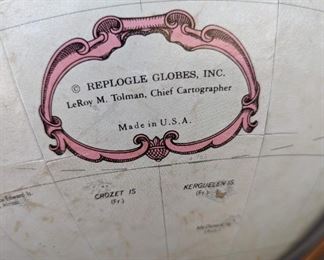 © REPLOGLE GLOBES, INC.
LeRoy M. Tolman, Chief Cartographer
Made in U.S.A.
CROZET IS
(Fr.)
KERGUELEN IS.
(Fr.)